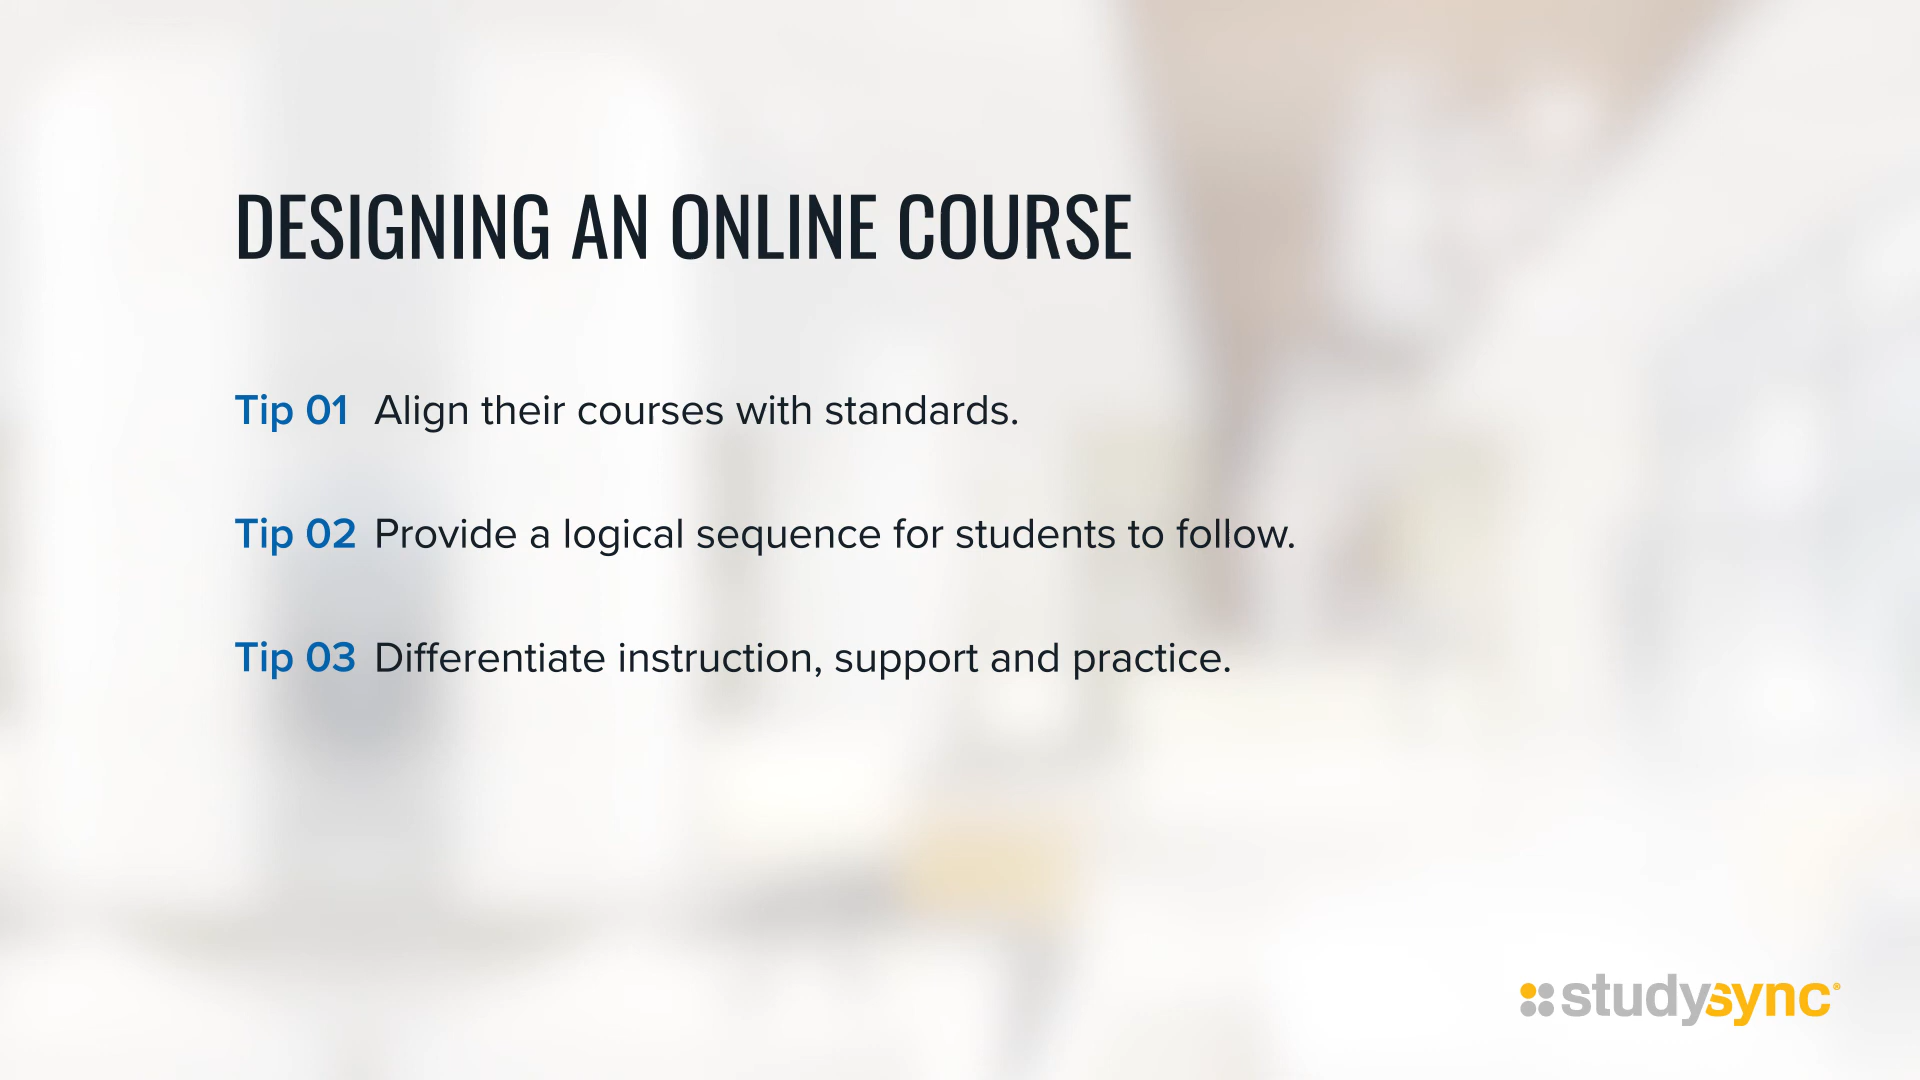 DESIGNING AN ONLINE COURSE
Tip 01 Align their courses with standards.
Tip 02 Provide a logical sequence for students to follow.
Tip 03 Differentiate instruction, support and practice.
studysync®